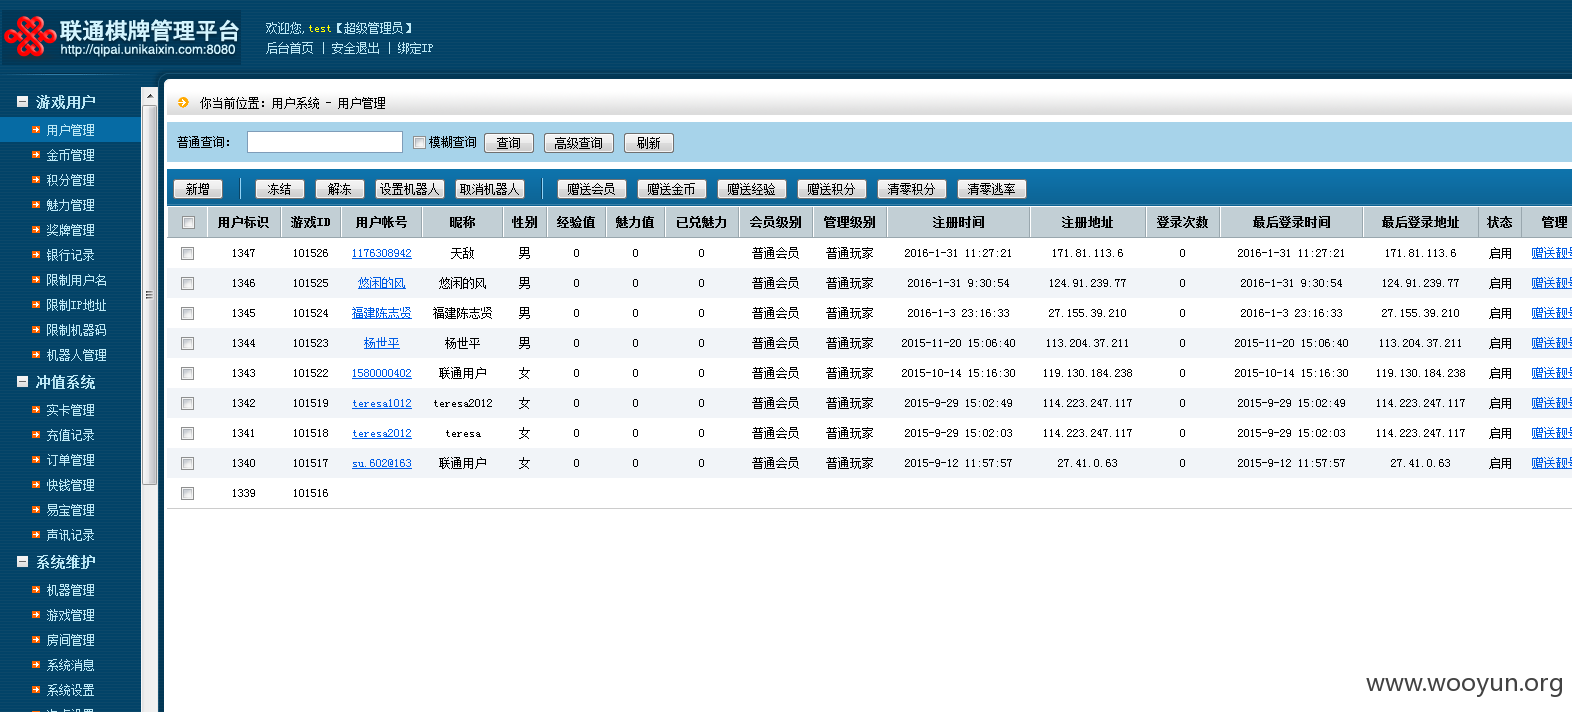 联通棋牌管理平台
http://qipai.unikaixin.com:8080
欢迎您,test【超级管理员】
后台首页 | 安全退出 | 绑定IP
游戏用户
用户管理
金币管理
积分管理
魅力管理
奖牌管理
银行记录
限制用户名
限制IP地址
限制机器码
机器人管理
冲值系统
实卡管理
充值记录
订单管理
快钱管理
易宝管理
声讯记录
系统维护
机器管理
游戏管理
房间管理
系统消息
系统设置
你当前位置：用户系统 - 用户管理
普通查询： 模糊查询 查询 高级查询 刷新
新增 冻结 解冻 设置机器人 取消机器人 赠送会员 赠送金币 赠送经验 赠送积分 清零积分 清零逃率
用户标识 游戏ID 用户帐号 昵称 性别 经验值 魅力值 已兑魅力 会员级别 管理级别 注册时间 注册地址 登录次数 最后登录时间 最后登录地址 状态 管理
1347 101526 1176308942 天敌 男 0 0 0 普通会员 普通玩家 2016-1-31 11:27:21 171.81.113.6 0 2016-1-31 11:27:21 171.81.113.6 启用 赠送靓号
1346 101525 悠闲的风 悠闲的风 男 0 0 0 普通会员 普通玩家 2016-1-31 9:30:54 124.91.239.77 0 2016-1-31 9:30:54 124.91.239.77 启用 赠送靓号
1345 101524 福建陈志贤 福建陈志贤 男 0 0 0 普通会员 普通玩家 2016-1-3 23:16:33 27.155.39.210 0 2016-1-3 23:16:33 27.155.39.210 启用 赠送靓号
1344 101523 杨世平 杨世平 男 0 0 0 普通会员 普通玩家 2015-11-20 15:06:40 113.204.37.211 0 2015-11-20 15:06:40 113.204.37.211 启用 赠送靓号
1343 101522 1580000402 联通用户 女 0 0 0 普通会员 普通玩家 2015-10-14 15:16:30 119.130.184.238 0 2015-10-14 15:16:30 119.130.184.238 启用 赠送靓号
1342 101519 teresa1012 teresa2012 女 0 0 0 普通会员 普通玩家 2015-9-29 15:02:49 114.223.247.117 0 2015-9-29 15:02:49 114.223.247.117 启用 赠送靓号
1341 101518 teresa2012 teresa 女 0 0 0 普通会员 普通玩家 2015-9-29 15:02:03 114.223.247.117 0 2015-9-29 15:02:03 114.223.247.117 启用 赠送靓号
1340 101517 su.602@163 联通用户 女 0 0 0 普通会员 普通玩家 2015-9-12 11:57:57 27.41.0.63 0 2015-9-12 11:57:57 27.41.0.63 启用 赠送靓号
1339 101516
www.wooyun.org